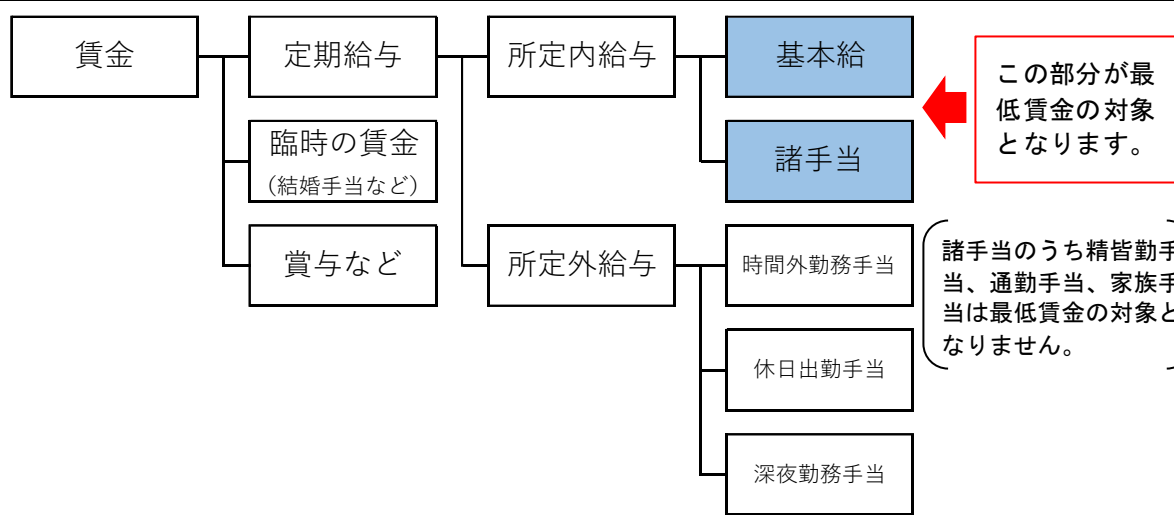 賃金
定期給与
所定内給与
基本給
この部分が最
低賃金の対象
となります。
臨時の賃金
(結婚手当など)
諸手当
賞与など
所定外給与
時間外勤務手当
諸手当のうち精皆勤手
当、通勤手当、家族手
当は最低賃金の対象と
なりません。
休日出勤手当
深夜勤務手当